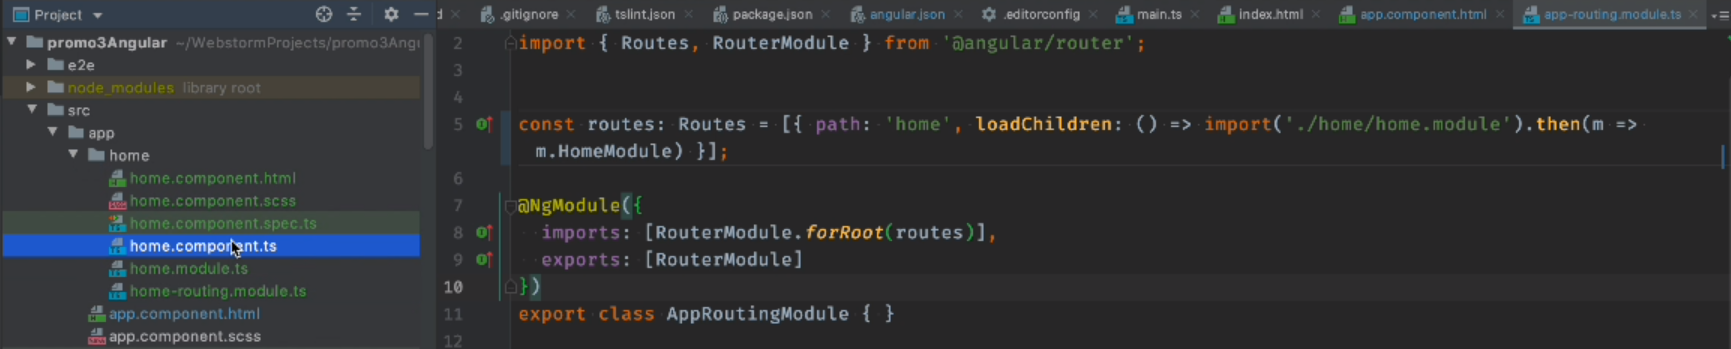 Project
d .gitignore tslint.json package.json angular.json .editorconfig main.ts index.html app.component.html app-routing.module.ts
promo3Angular ~/WebstormProjects/promo3Angu
e2e
node_modules library root
src
app
home
home.component.html
home.component.scss
home.component.spec.ts
home.component.ts
home.module.ts
home-routing.module.ts
app.component.html
app.component.scss
2 import { Routes, RouterModule } from '@angular/router';
3
4
5 const routes: Routes = [{ path: 'home', loadChildren: () => import('./home/home.module').then(m =>
m.HomeModule) }];
6
7 @NgModule({
8 imports: [RouterModule.forRoot(routes)],
9 exports: [RouterModule]
10 })
11 export class AppRoutingModule { }
12